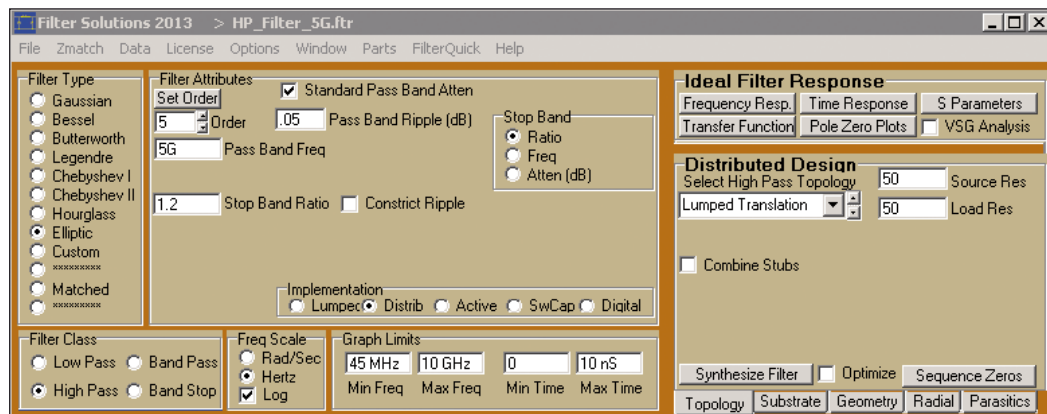 Filter Solutions 2013 > HP_Filter_5G.ftr
File Zmatch Data License Options Window Parts FilterQuick Help
Filter Type
Gaussian
Bessel
Butterworth
Legendre
Chebyshev I
Chebyshev II
Hourglass
Elliptic
Custom
*********
Matched
*********
Filter Attributes
Set Order
Standard Pass Band Atten
5 Order
.05 Pass Band Ripple (dB)
5G Pass Band Freq
Stop Band
Ratio
Freq
Atten (dB)
1.2 Stop Band Ratio
Constrict Ripple
Implementation
Lumpec Distrib Active SwCap Digital
Filter Class
Low Pass Band Pass
High Pass Band Stop
Freq Scale
Rad/Sec
Hertz
Log
Graph Limits
45 MHz 10 GHz 0 10 nS
Min Freq Max Freq Min Time Max Time
Ideal Filter Response
Frequency Resp. Time Response S Parameters
Transfer Function Pole Zero Plots VSG Analysis
Distributed Design
Select High Pass Topology
Lumped Translation
50 Source Res
50 Load Res
Combine Stubs
Synthesize Filter Optimize Sequence Zeros
Topology Substrate Geometry Radial Parasitics